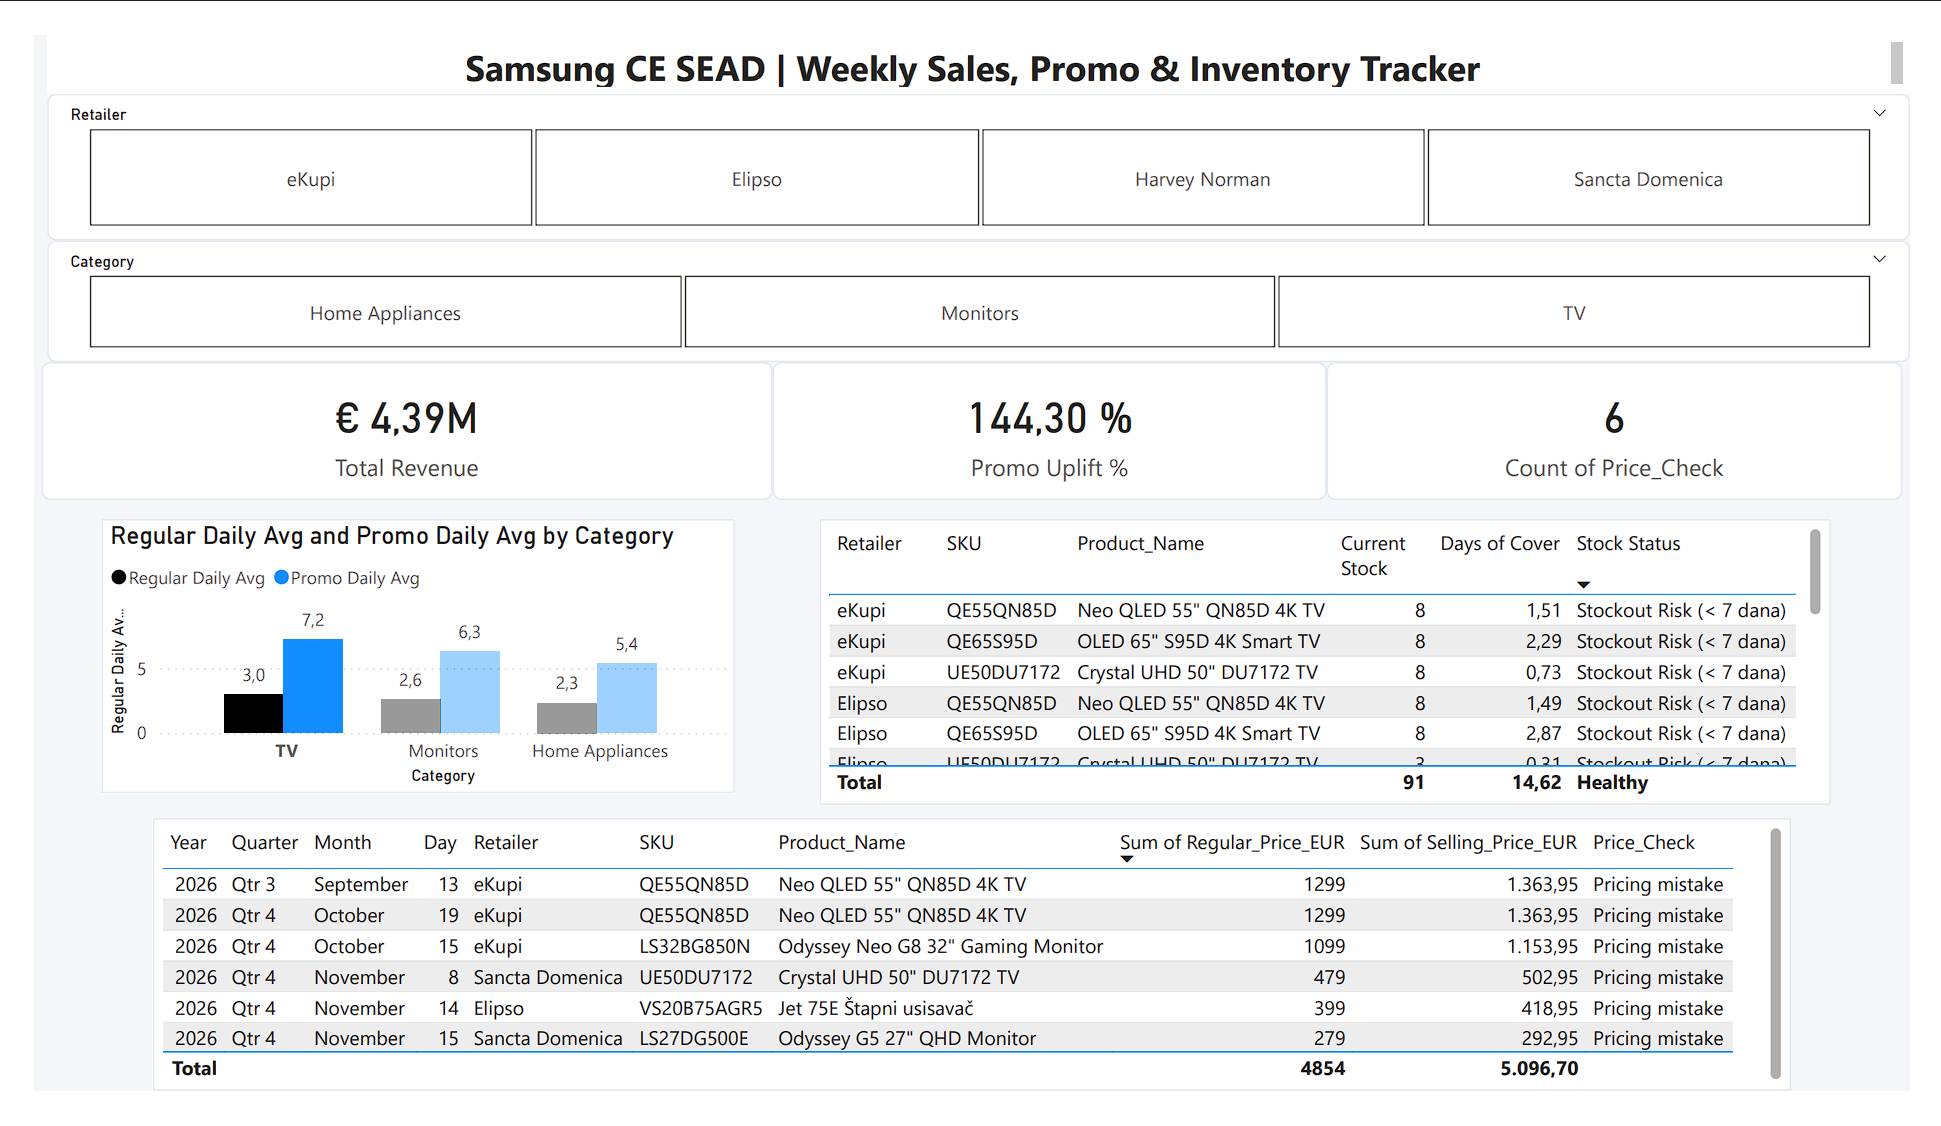 Samsung CE SEAD | Weekly Sales, Promo & Inventory Tracker
Retailer
eKupi Elipso Harvey Norman Sancta Domenica
Category
Home Appliances Monitors TV
€ 4,39M
Total Revenue
144,30 %
Promo Uplift %
6
Count of Price_Check
Regular Daily Avg and Promo Daily Avg by Category
Regular Daily Avg Promo Daily Avg
Regular Daily Av...
5
0
3,0 7,2
2,6 6,3
2,3 5,4
TV Monitors Home Appliances
Category
Retailer SKU Product_Name Current Stock Days of Cover Stock Status
eKupi QE55QN85D Neo QLED 55" QN85D 4K TV 8 1,51 Stockout Risk (< 7 dana)
eKupi QE65S95D OLED 65" S95D 4K Smart TV 8 2,29 Stockout Risk (< 7 dana)
eKupi UE50DU7172 Crystal UHD 50" DU7172 TV 8 0,73 Stockout Risk (< 7 dana)
Elipso QE55QN85D Neo QLED 55" QN85D 4K TV 8 1,49 Stockout Risk (< 7 dana)
Elipso QE65S95D OLED 65" S95D 4K Smart TV 8 2,87 Stockout Risk (< 7 dana)
Elipso UE50DU7172 Crystal UHD 50" DU7172 TV 3 0,31 Stockout Risk (< 7 dana)
Total 91 14,62 Healthy
Year Quarter Month Day Retailer SKU Product_Name Sum of Regular_Price_EUR Sum of Selling_Price_EUR Price_Check
2026 Qtr 3 September 13 eKupi QE55QN85D Neo QLED 55" QN85D 4K TV 1299 1.363,95 Pricing mistake
2026 Qtr 4 October 19 eKupi QE55QN85D Neo QLED 55" QN85D 4K TV 1299 1.363,95 Pricing mistake
2026 Qtr 4 October 15 eKupi LS32BG850N Odyssey Neo G8 32" Gaming Monitor 1099 1.153,95 Pricing mistake
2026 Qtr 4 November 8 Sancta Domenica UE50DU7172 Crystal UHD 50" DU7172 TV 479 502,95 Pricing mistake
2026 Qtr 4 November 14 Elipso VS20B75AGR5 Jet 75E Štapni usisavač 399 418,95 Pricing mistake
2026 Qtr 4 November 15 Sancta Domenica LS27DG500E Odyssey G5 27" QHD Monitor 279 292,95 Pricing mistake
Total 4854 5.096,70